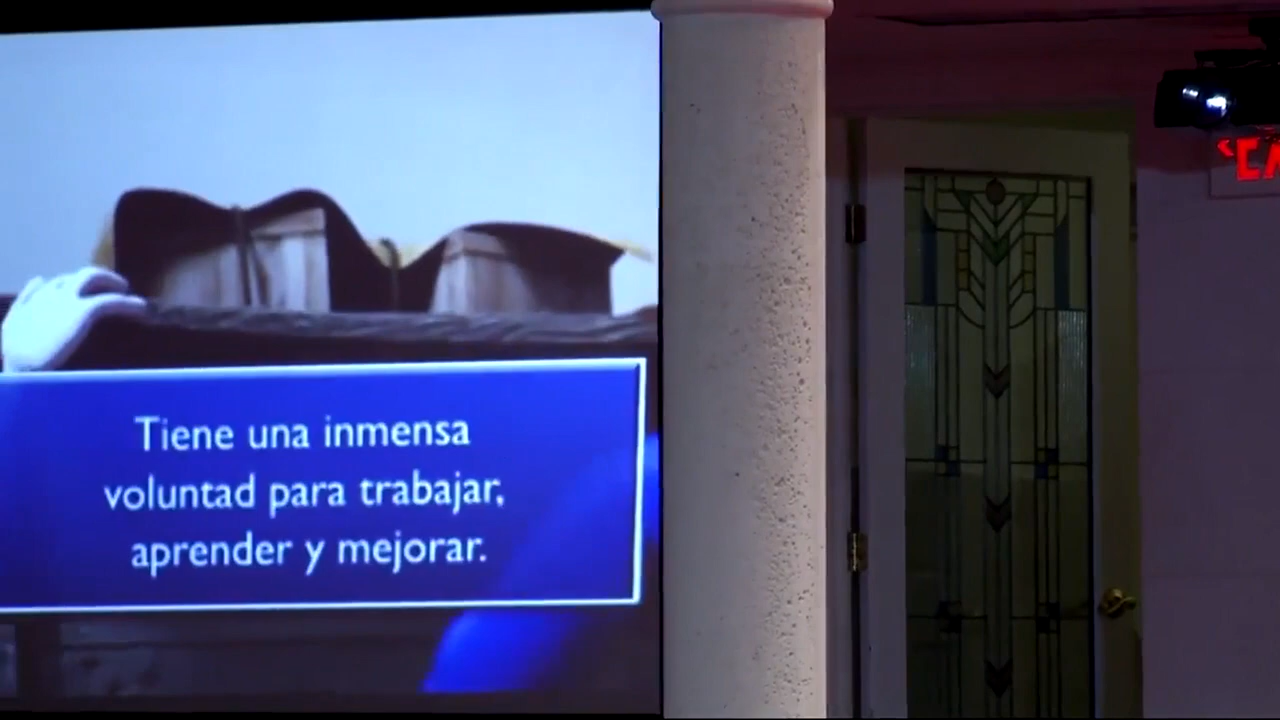 Tiene una inmensa
voluntad para trabajar,
aprender y mejorar.